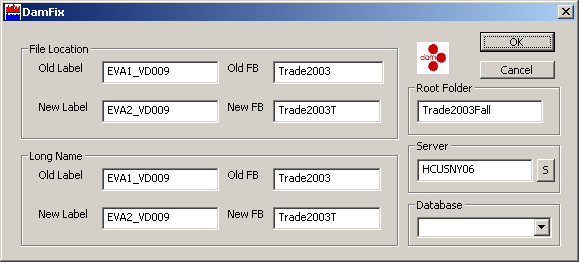 DamFix
File Location
Old Label EVA1_VD009 Old FB Trade2003
New Label EVA2_VD009 New FB Trade2003T
Long Name
Old Label EVA1_VD009 Old FB Trade2003
New Label EVA2_VD009 New FB Trade2003T
dam
OK
Cancel
Root Folder
Trade2003Fall
Server
HCUSNY06 S
Database